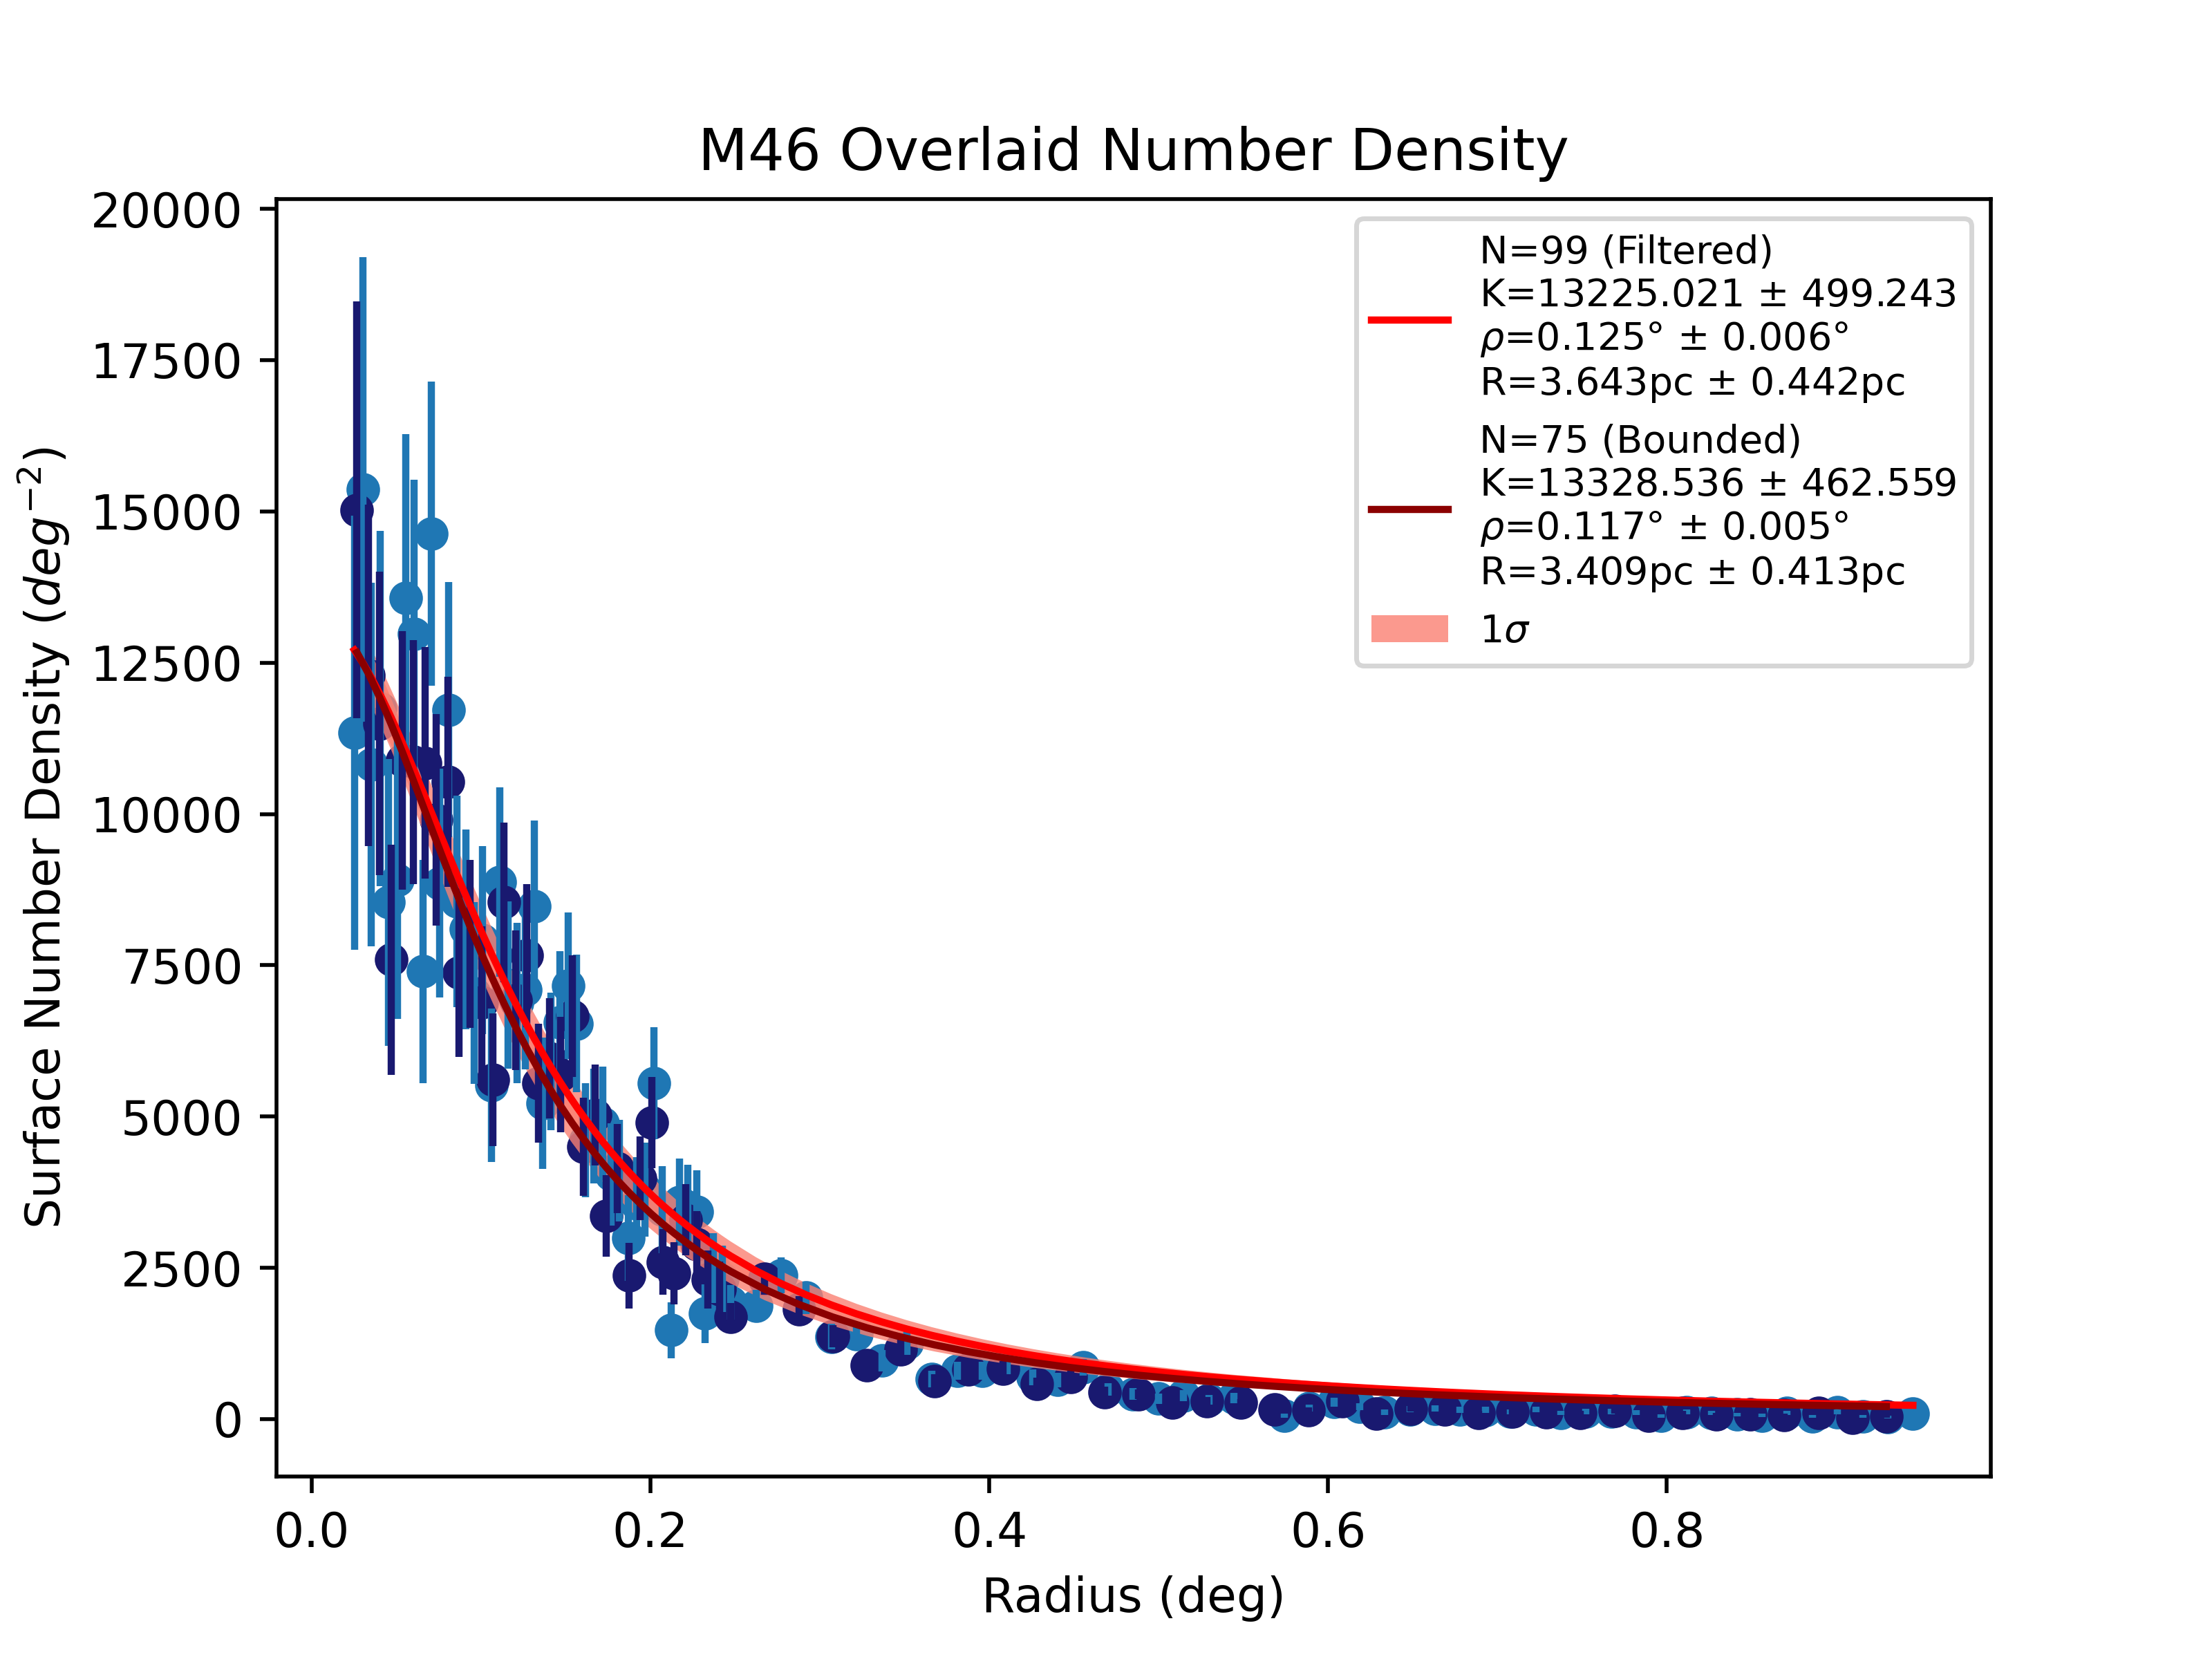 M46 Overlaid Number Density
20000
17500
15000
12500
10000
7500
5000
2500
0
Surface Number Density (deg⁻²)
N=99 (Filtered)
K=13225.021 ± 499.243
ρ=0.125° ± 0.006°
R=3.643pc ± 0.442pc
N=75 (Bounded)
K=13328.536 ± 462.559
ρ=0.117° ± 0.005°
R=3.409pc ± 0.413pc
1σ
0.0 0.2 0.4 0.6 0.8
Radius (deg)